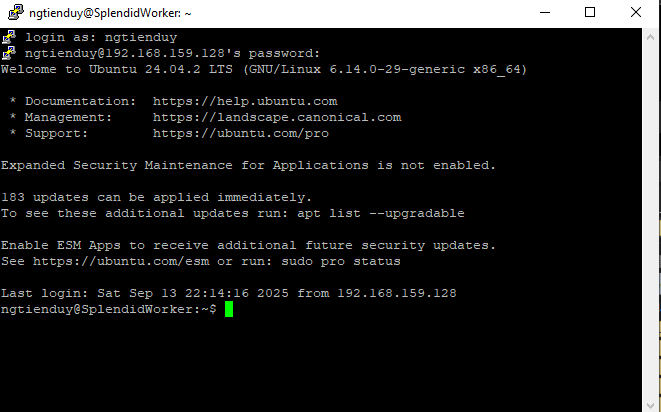 ngtienduy@SplendidWorker: ~
login as: ngtienduy
ngtienduy@192.168.159.128's password:
Welcome to Ubuntu 24.04.2 LTS (GNU/Linux 6.14.0-29-generic x86_64)
* Documentation:  https://help.ubuntu.com
* Management:     https://landscape.canonical.com
* Support:        https://ubuntu.com/pro
Expanded Security Maintenance for Applications is not enabled.
183 updates can be applied immediately.
To see these additional updates run: apt list --upgradable
Enable ESM Apps to receive additional future security updates.
See https://ubuntu.com/esm or run: sudo pro status
Last login: Sat Sep 13 22:14:16 2025 from 192.168.159.128
ngtienduy@SplendidWorker:~$